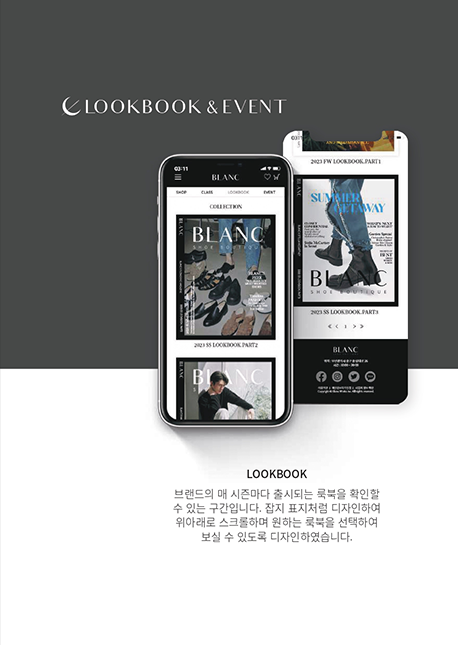 LOOKBOOK & EVENT
03:11
BLANC
SHOP CLASS LOOKBOOK EVENT
COLLECTION
BLANC
SHOE BOUTIQUE
2023 SS LOOKBOOK.PART2
BLANC
2023 FW LOOKBOOK.PART1
SUMMER
GETAWAY
BLANC
SHOE BOUTIQUE
2023 SS LOOKBOOK.PART3
<< < 1 > >
BLANC
LOOKBOOK
브랜드의 매 시즌마다 출시되는 룩북을 확인할
수 있는 구간입니다. 잡지 표지처럼 디자인하여
위아래로 스크롤하며 원하는 룩북을 선택하여
보실 수 있도록 디자인하였습니다.